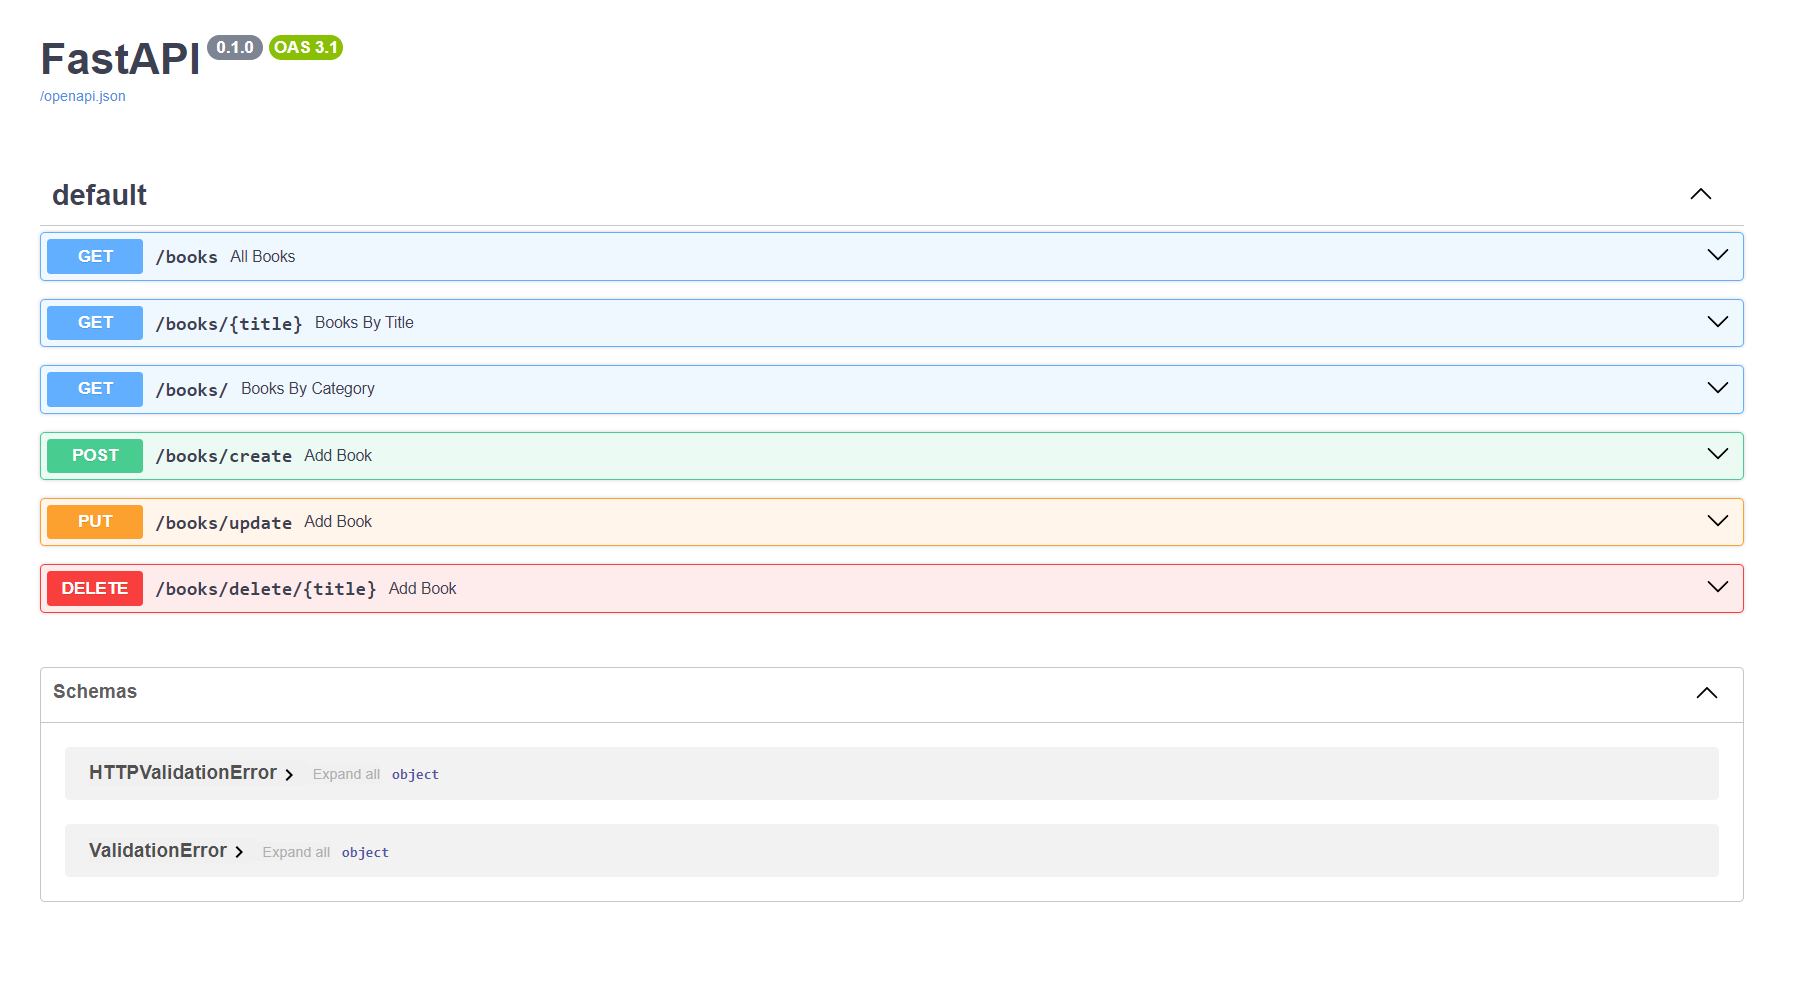 FastAPI 0.1.0 OAS 3.1
/openapi.json
default
GET /books All Books
GET /books/{title} Books By Title
GET /books/ Books By Category
POST /books/create Add Book
PUT /books/update Add Book
DELETE /books/delete/{title} Add Book
Schemas
HTTPValidationError Expand all object
ValidationError Expand all object